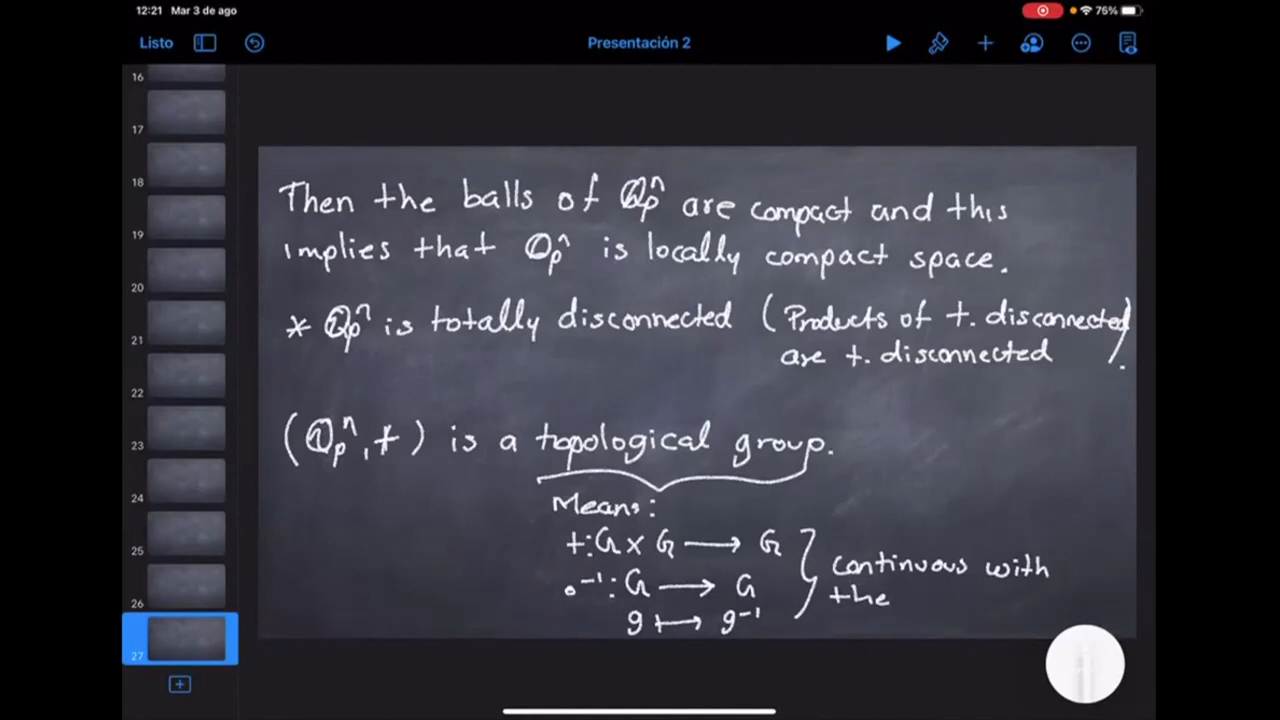 12:21 Mar 3 de ago
75%
Listo
Presentación 2
16
17
18
19
20
21
22
23
24
25
26
27
Then the balls of ℚₚⁿ are compact and this
implies that ℚₚⁿ is locally compact space.
* ℚₚⁿ is totally disconnected (Products of t. disconnected
are t. disconnected).
(ℚₚⁿ, +) is a topological group.
Means:
+: G × G ⟶ G
∘⁻¹: G ⟶ G
g ⟼ g⁻¹
continuous with
the